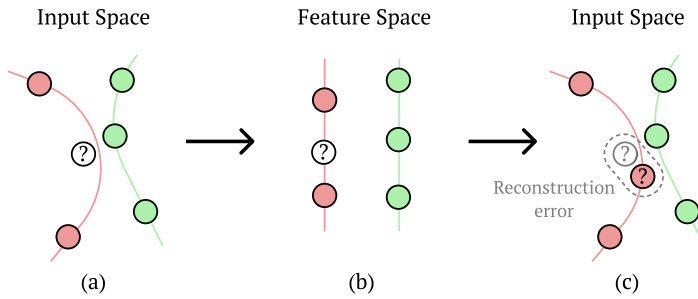 Input Space
Feature Space
Input Space
?
?
?
?
Reconstruction
error
(a)
(b)
(c)